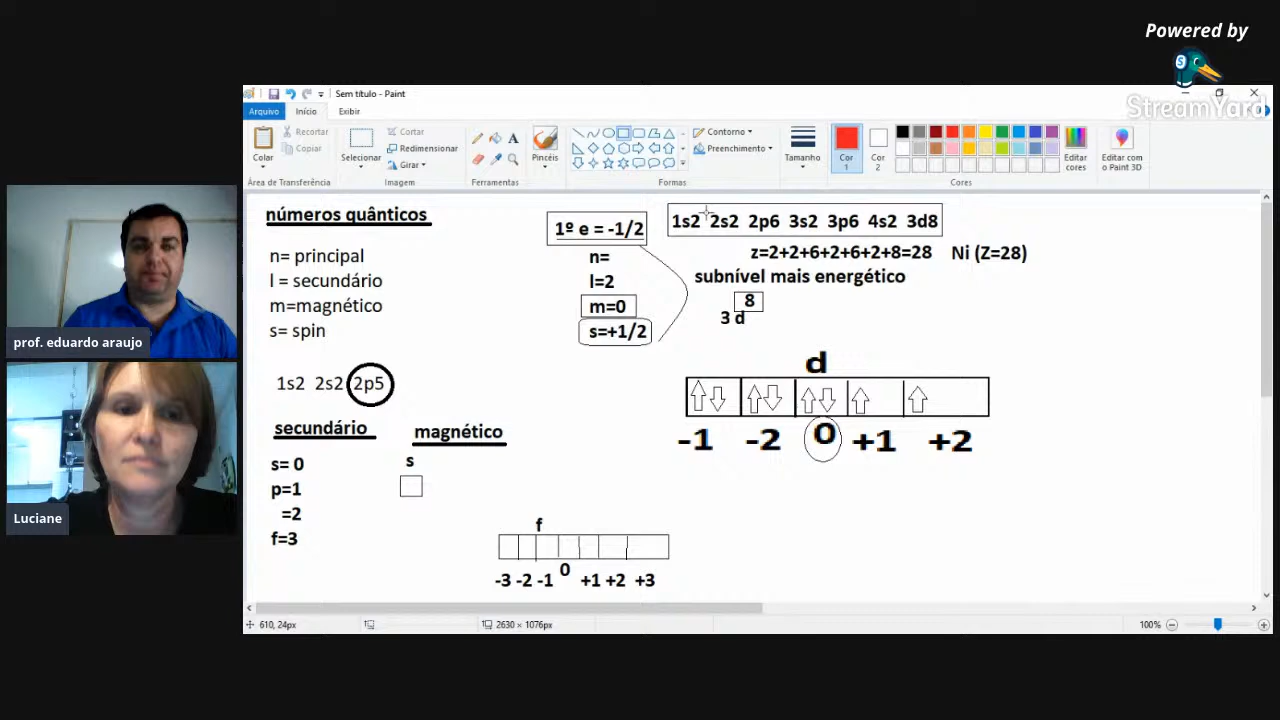 Powered by
StreamYard
Sem título - Paint
Arquivo
Início
Exibir
Colar
Recortar
Copiar
Área de Transferência
Selecionar
Cortar
Redimensionar
Girar
Imagem
Ferramentas
Pincéis
Formas
Contorno
Preenchimento
Tamanho
Cor 1
Cor 2
Cores
Editar cores
Editar com o Paint 3D
números quânticos
n= principal
l = secundário
m=magnético
s= spin
1s2 2s2 2p5
secundário
s= 0
p=1
=2
f=3
magnético
s
f
-3 -2 -1 0 +1 +2 +3
1º e = -1/2
n=
l=2
m=0
s=+1/2
1s2 2s2 2p6 3s2 3p6 4s2 3d8
z=2+2+6+2+6+2+8=28 Ni (Z=28)
subnível mais energético
8
3 d
d
-1 -2 0 +1 +2
prof. eduardo araujo
Luciane
610, 24px
2630 × 1076px
100%